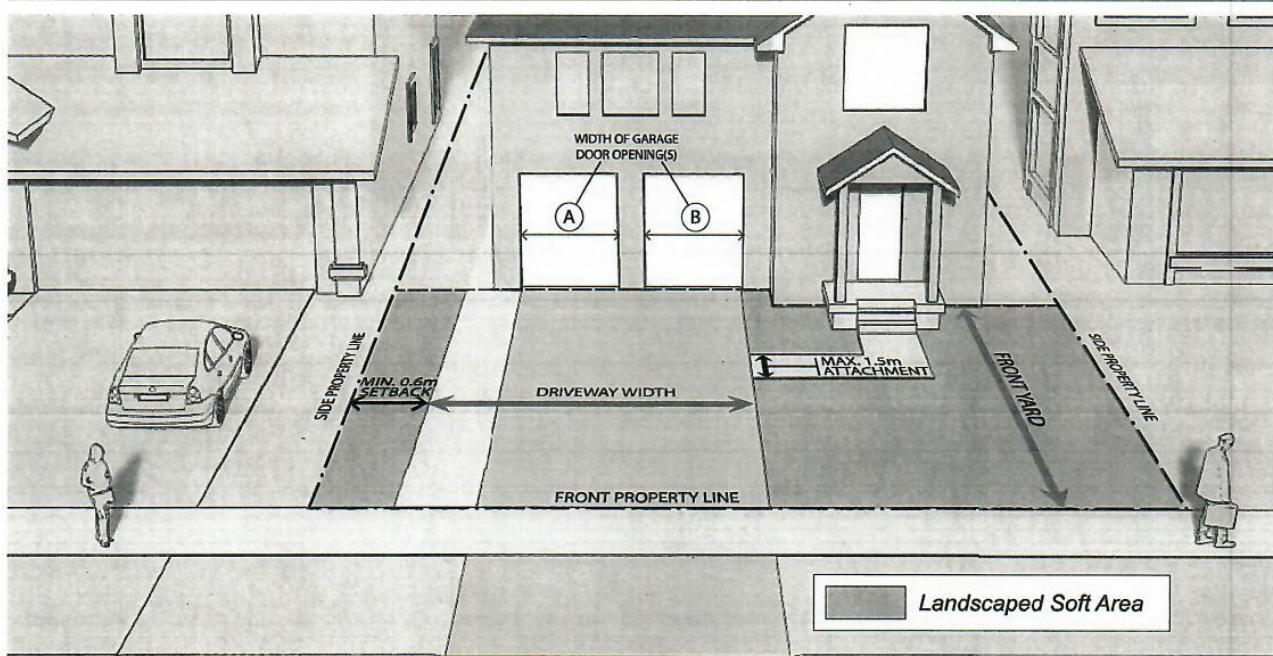 WIDTH OF GARAGE
DOOR OPENING(S)
A
B
SIDE PROPERTY LINE
MIN. 0.6m
SETBACK
DRIVEWAY WIDTH
MAX. 1.5m
ATTACHMENT
FRONT YARD
SIDE PROPERTY LINE
FRONT PROPERTY LINE
Landscaped Soft Area